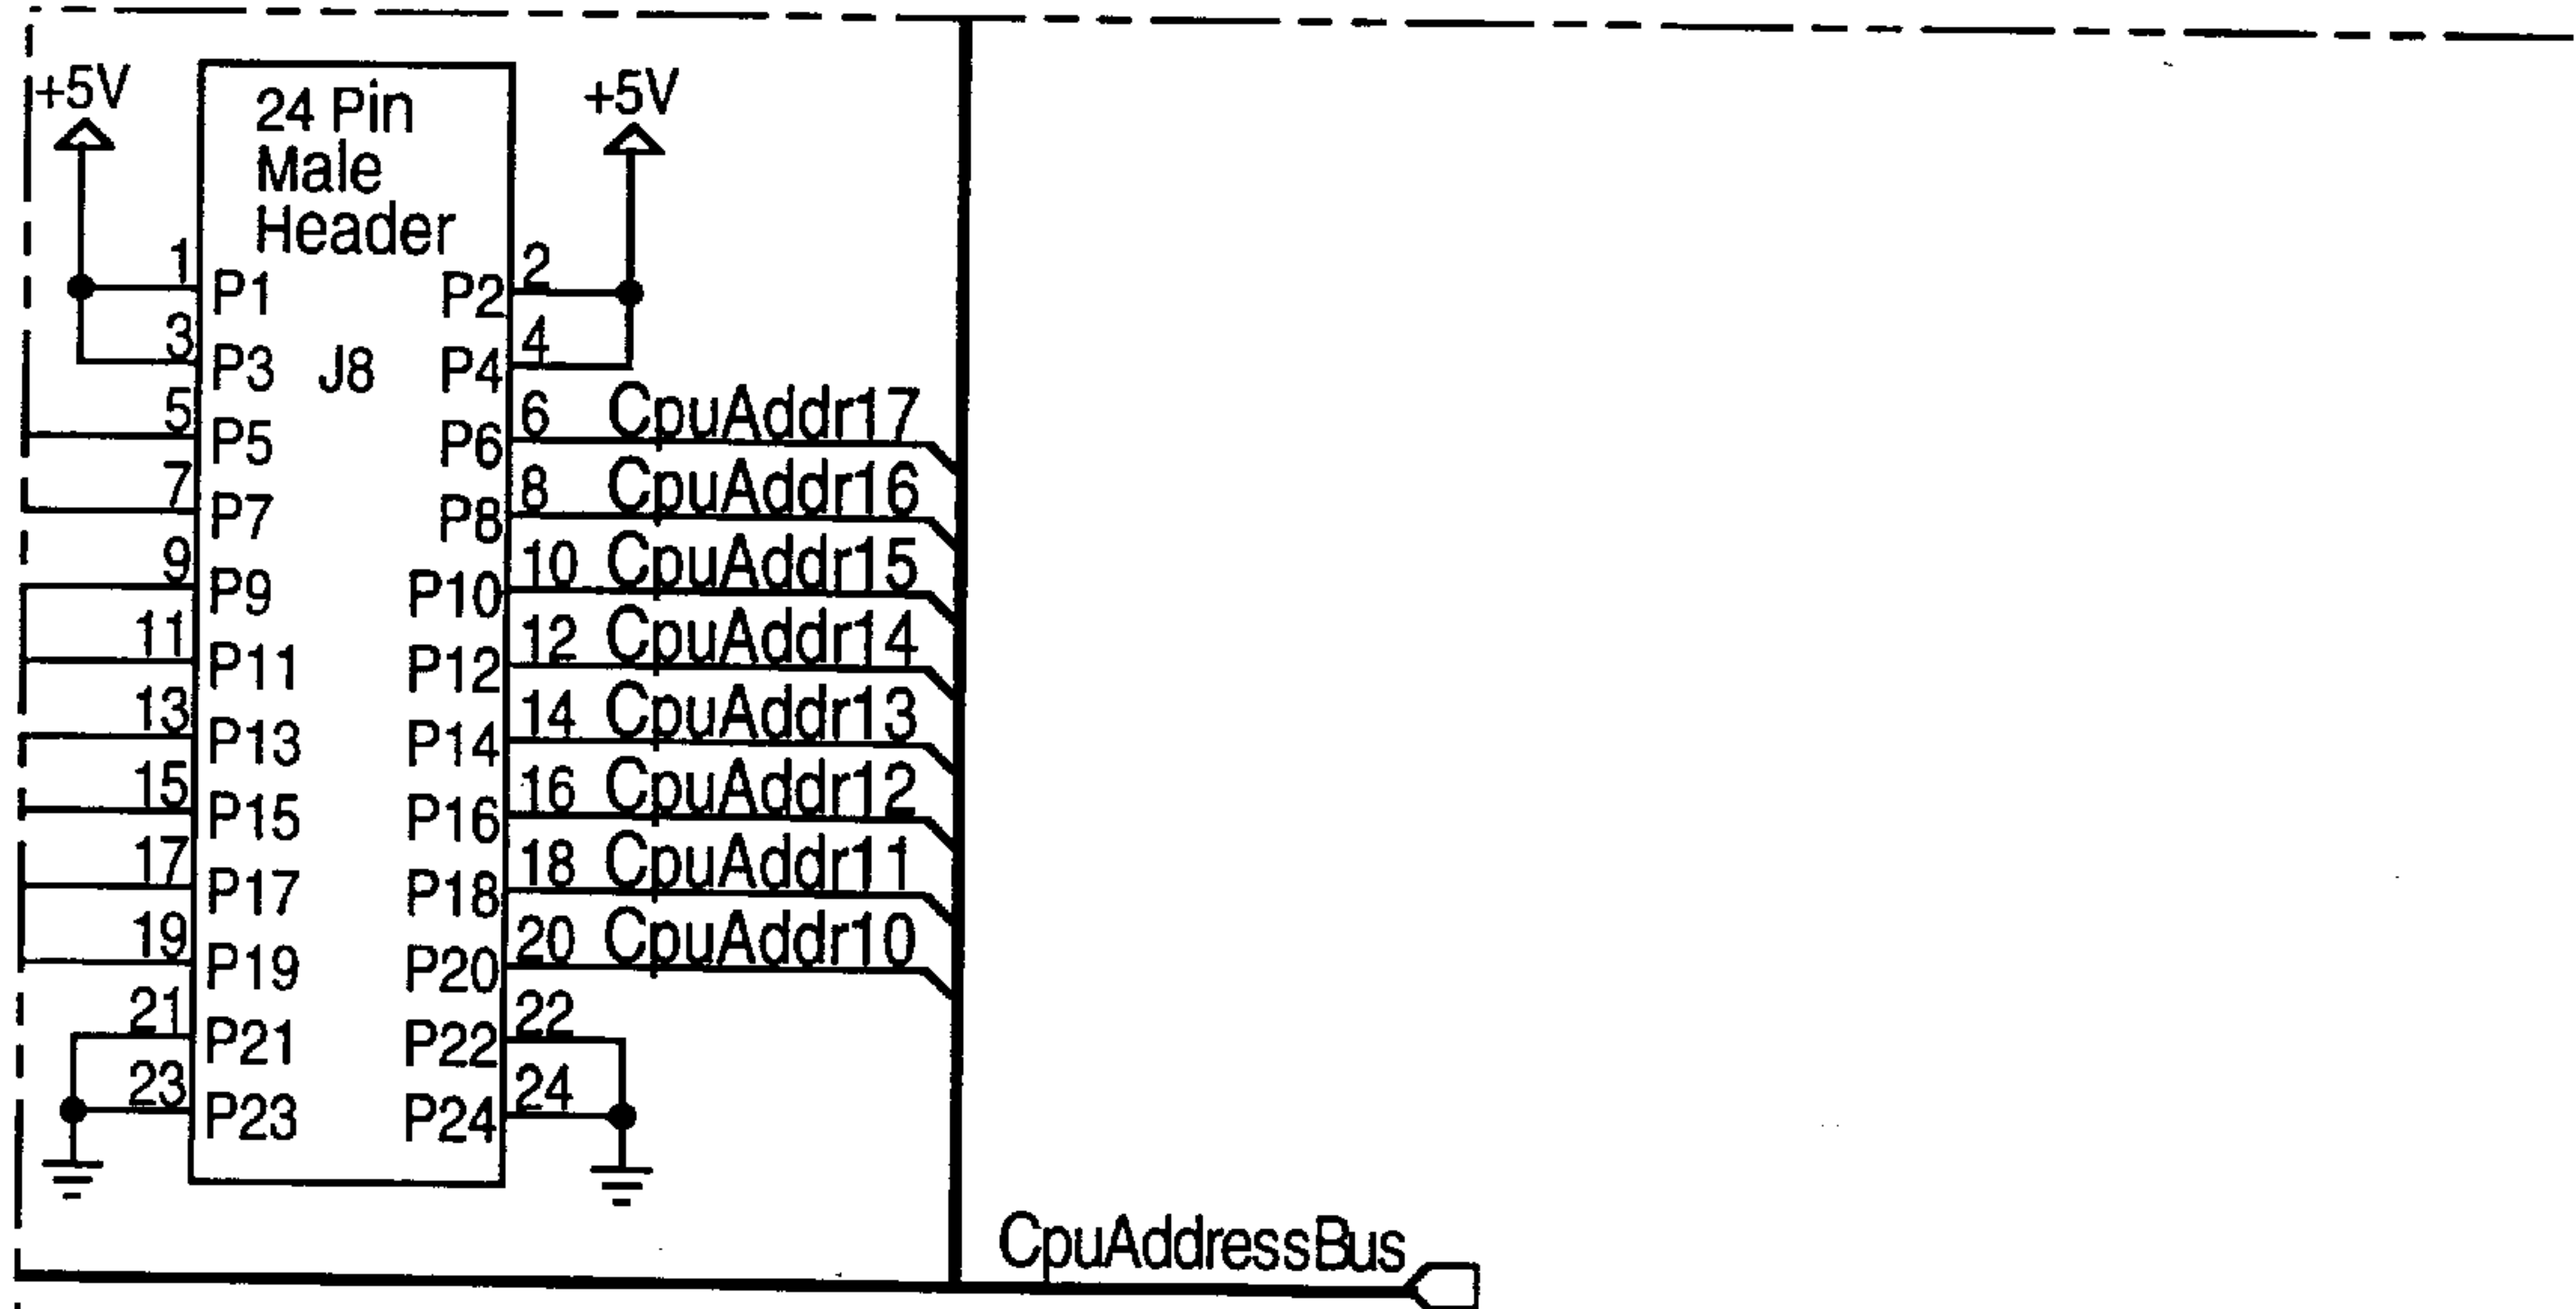 +5V
+5V
24 Pin
Male
Header
J8
1 P1
P2 2
3 P3
P4 4
5 P5
P6 6 CpuAddr17
7 P7
P8 8 CpuAddr16
9 P9
P10 10 CpuAddr15
11 P11
P12 12 CpuAddr14
13 P13
P14 14 CpuAddr13
15 P15
P16 16 CpuAddr12
17 P17
P18 18 CpuAddr11
19 P19
P20 20 CpuAddr10
21 P21
P22 22
23 P23
P24 24
CpuAddressBus